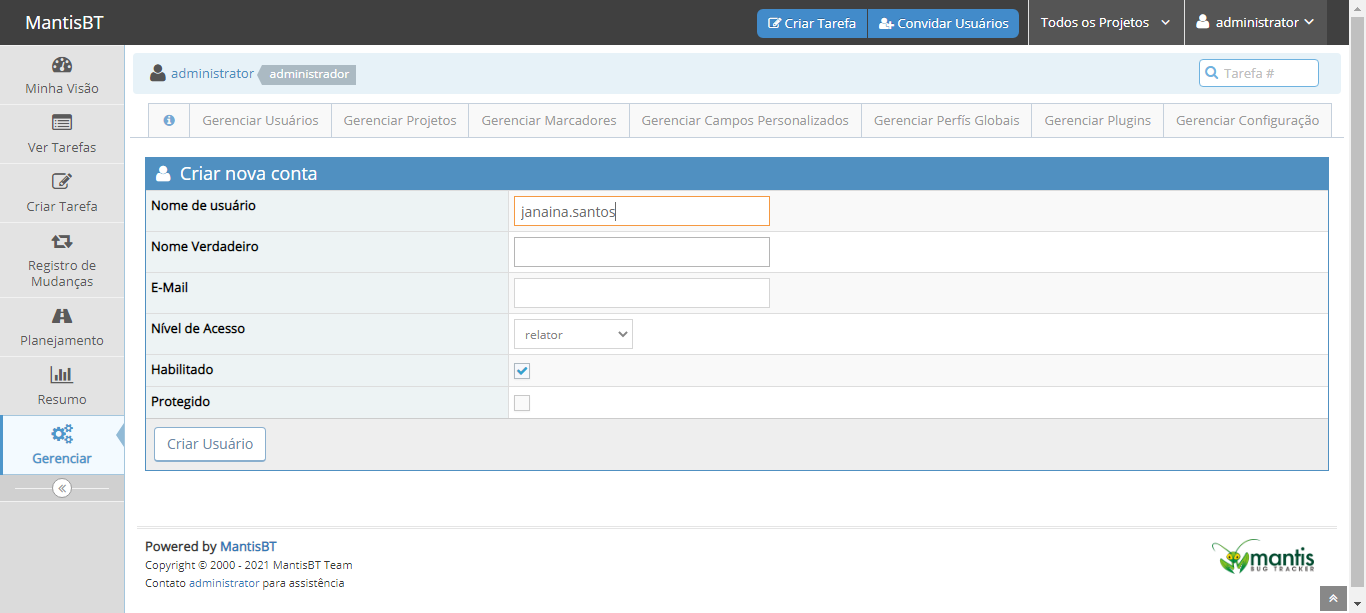 MantisBT
Criar Tarefa
Convidar Usuários
Todos os Projetos
administrator
Minha Visão
Ver Tarefas
Criar Tarefa
Registro de
Mudanças
Planejamento
Resumo
Gerenciar
administrator administrador
Tarefa #
Gerenciar Usuários
Gerenciar Projetos
Gerenciar Marcadores
Gerenciar Campos Personalizados
Gerenciar Perfís Globais
Gerenciar Plugins
Gerenciar Configuração
Criar nova conta
Nome de usuário janaina.santos
Nome Verdadeiro
E-Mail
Nível de Acesso relator
Habilitado
Protegido
Criar Usuário
Powered by MantisBT
Copyright © 2000 - 2021 MantisBT Team
Contato administrator para assistência
mantis
BUG TRACKER